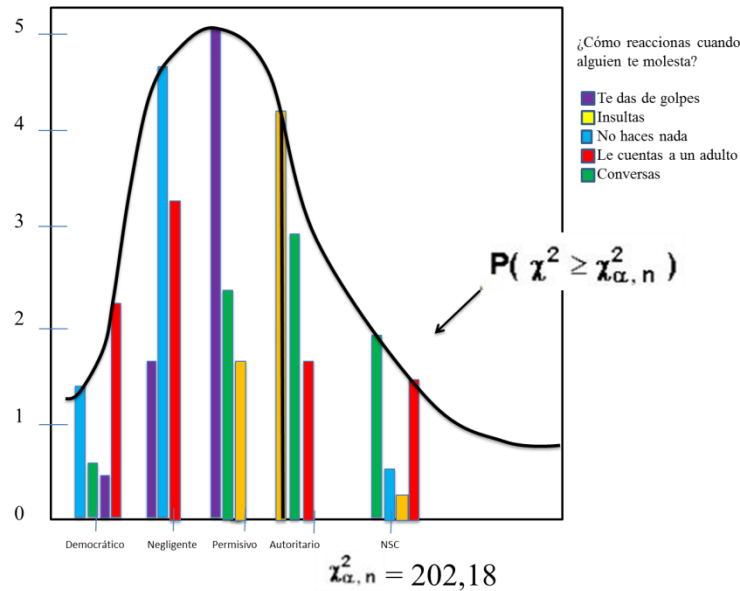 5
4
3
2
1
0
¿Cómo reaccionas cuando
alguien te molesta?
Te das de golpes
Insultas
No haces nada
Le cuentas a un adulto
Conversas
P( χ² ≥ χ²α, n )
Democrático Negligente Permisivo Autoritario NSC
χ²α, n = 202,18